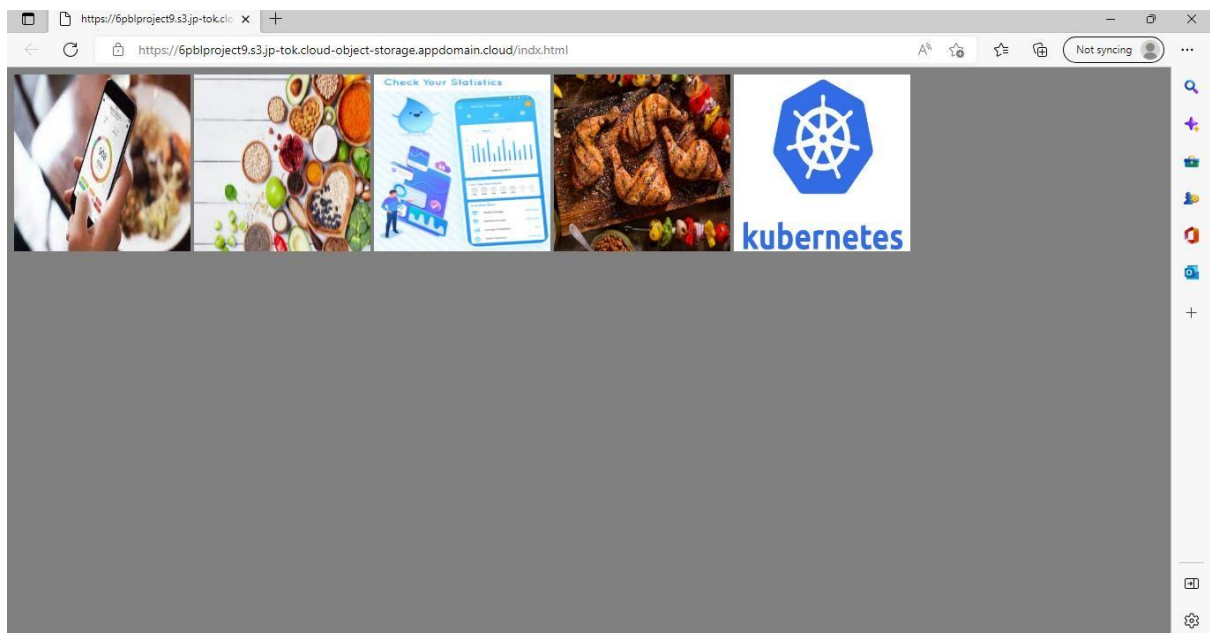 https://6pblproject9.s3.jp-tok.clo
https://6pblproject9.s3.jp-tok.cloud-object-storage.appdomain.cloud/indx.html
Not syncing
Check Your Statistics
kubernetes